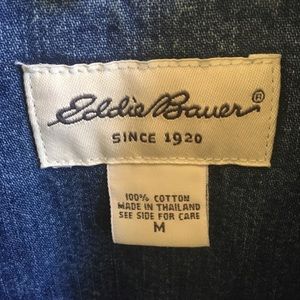 Eddie Bauer®
SINCE 1920
100% COTTON
MADE IN THAILAND
SEE SIDE FOR CARE
M